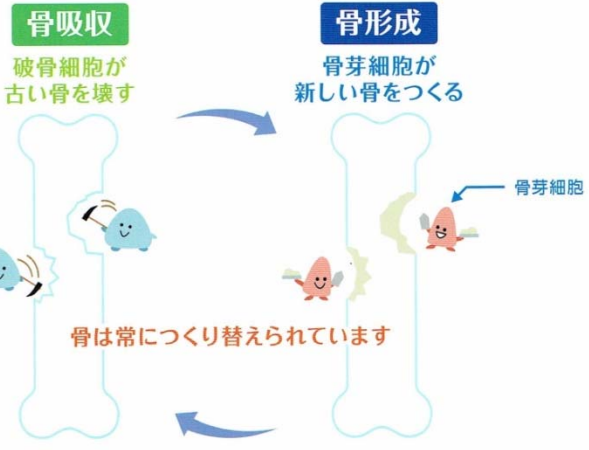 骨吸収
破骨細胞が
古い骨を壊す
骨形成
骨芽細胞が
新しい骨をつくる
骨芽細胞
骨は常につくり替えられています